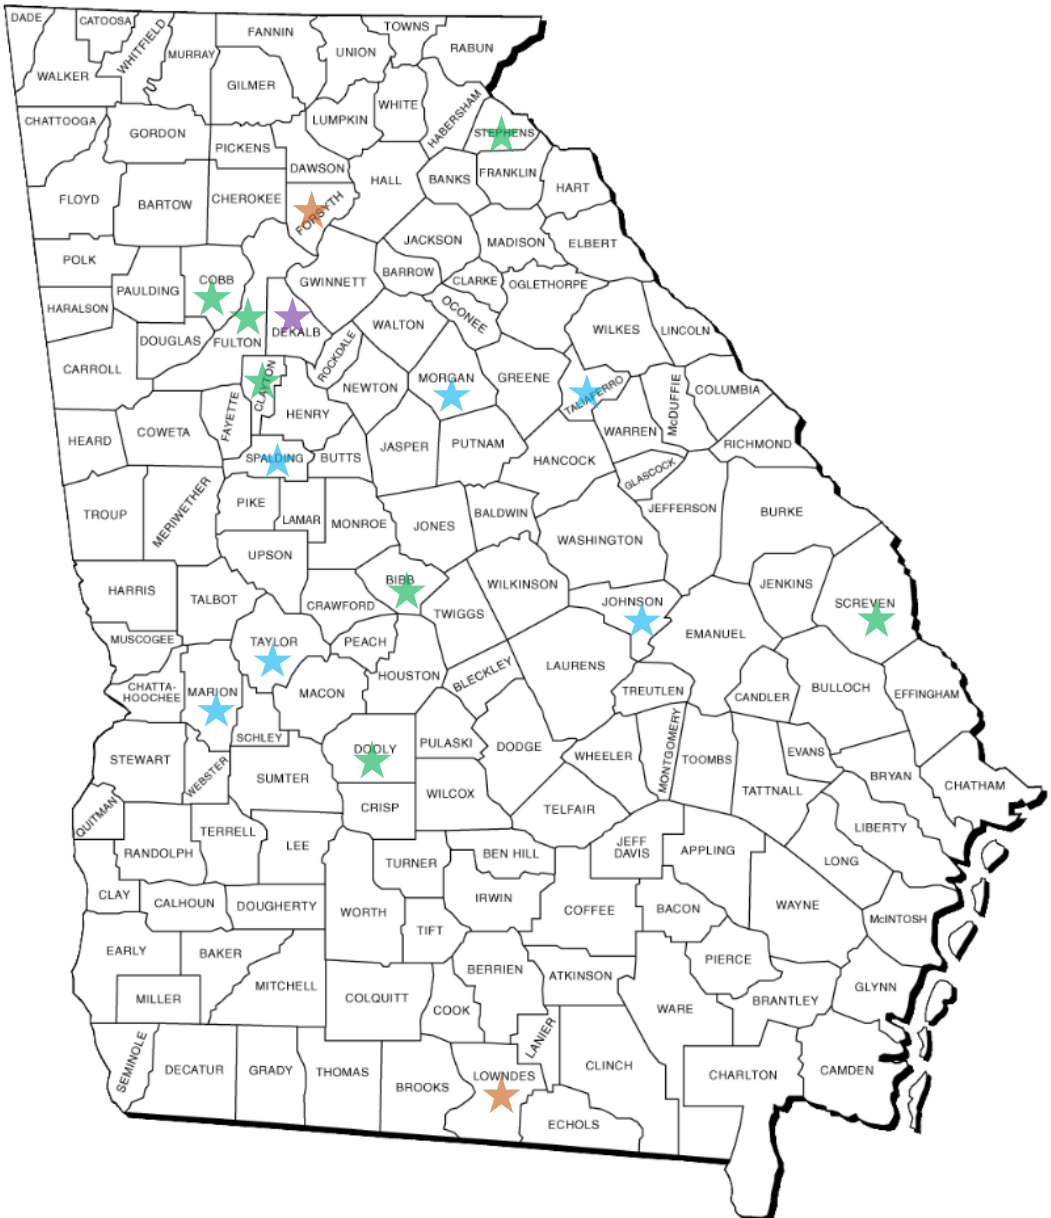 DADE
CATOOSA
WHITFIELD
MURRAY
FANNIN
UNION
TOWNS
RABUN
WALKER
GILMER
WHITE
HABERSHAM
STEPHENS
CHATTOOGA
GORDON
LUMPKIN
PICKENS
DAWSON
HALL
BANKS
FRANKLIN
HART
FLOYD
BARTOW
CHEROKEE
FORSYTH
JACKSON
MADISON
ELBERT
POLK
COBB
PAULDING
GWINNETT
BARROW
CLARKE
OGLETHORPE
HARALSON
OCONEE
DOUGLAS
FULTON
DEKALB
ROCKDALE
WALTON
WILKES
LINCOLN
CARROLL
CLAYTON
NEWTON
MORGAN
GREENE
TALIAFERRO
McDUFFIE
COLUMBIA
FAYETTE
HENRY
HEARD
COWETA
SPALDING
BUTTS
JASPER
PUTNAM
HANCOCK
WARREN
RICHMOND
GLASCOCK
TROUP
MERIWETHER
PIKE
LAMAR
MONROE
JONES
BALDWIN
JEFFERSON
BURKE
WASHINGTON
UPSON
HARRIS
TALBOT
CRAWFORD
BIBB
TWIGGS
WILKINSON
JOHNSON
JENKINS
SCREVEN
MUSCOGEE
TAYLOR
PEACH
EMANUEL
CHATTA-
HOOCHEE
MARION
MACON
HOUSTON
BLECKLEY
LAURENS
TREUTLEN
CANDLER
BULLOCH
EFFINGHAM
SCHLEY
STEWART
WEBSTER
SUMTER
DOOLY
PULASKI
DODGE
WHEELER
MONTGOMERY
TOOMBS
EVANS
TATTNALL
BRYAN
CHATHAM
QUITMAN
CRISP
WILCOX
TELFAIR
LIBERTY
RANDOLPH
TERRELL
LEE
TURNER
BEN HILL
JEFF
DAVIS
APPLING
LONG
CLAY
CALHOUN
DOUGHERTY
WORTH
TIFT
IRWIN
COFFEE
BACON
WAYNE
McINTOSH
EARLY
BAKER
MITCHELL
BERRIEN
ATKINSON
PIERCE
MILLER
COLQUITT
COOK
WARE
BRANTLEY
GLYNN
SEMINOLE
DECATUR
GRADY
THOMAS
BROOKS
LOWNDES
LANIER
CLINCH
CHARLTON
CAMDEN
ECHOLS